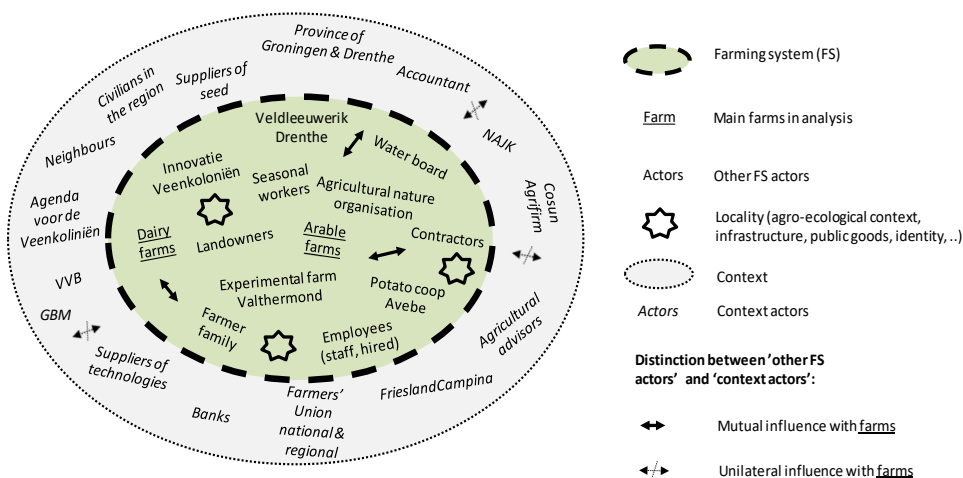 Province of
Groningen & Drenthe
Accountant
NAJK
Cosun
Agrifirm
Agricultural
advisors
FrieslandCampina
Farmers'
Union
national &
regional
Banks
Suppliers of
technologies
GBM
VVB
Agenda
voor de
Veenkoliniën
Neighbours
Civilians in
the region
Suppliers of
seed
Veldleeuwerik
Drenthe
Water board
Innovatie
Veenkoloniën
Seasonal
workers
Agricultural nature
organisation
Dairy
farms
Landowners
Arable
farms
Contractors
Experimental farm
Valthermond
Potato coop
Avebe
Farmer
family
Employees
(staff, hired)
Farming system (FS)
Farm
Main farms in analysis
Actors
Other FS actors
Locality (agro-ecological context,
infrastructure, public goods, identity, ..)
Context
Actors
Context actors
Distinction between 'other FS
actors' and 'context actors':
Mutual influence with farms
Unilateral influence with farms